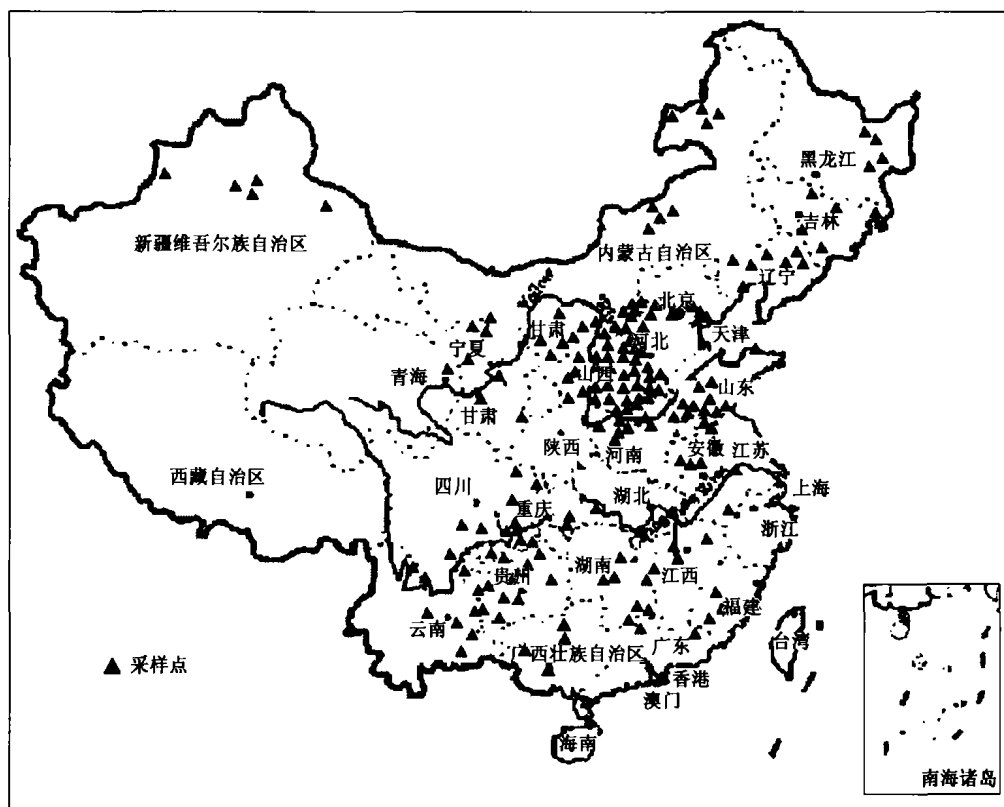 黑龙江
吉林
新疆维吾尔族自治区
内蒙古自治区
辽宁
北京
甘肃
河北
天津
宁夏
青海
山西
山东
甘肃
陕西
河南
安徽
江苏
西藏自治区
四川
湖北
上海
重庆
浙江
贵州
湖南
江西
福建
云南
广西壮族自治区
广东
台湾
采样点
香港
澳门
海南
南海诸岛